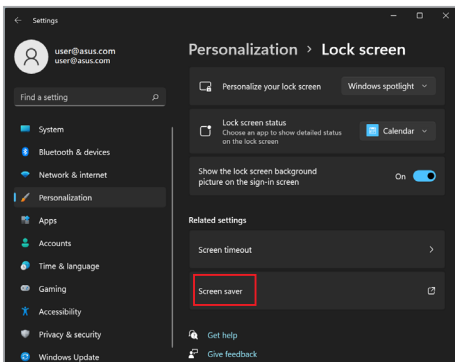 Settings
user@asus.com
user@asus.com
Find a setting
System
Bluetooth & devices
Network & internet
Personalization
Apps
Accounts
Time & language
Gaming
Accessibility
Privacy & security
Windows Update
Personalization > Lock screen
Personalize your lock screen
Windows spotlight
Lock screen status
Choose an app to show detailed status
on the lock screen
Calendar
Show the lock screen background
picture on the sign-in screen
On
Related settings
Screen timeout
Screen saver
Get help
Give feedback